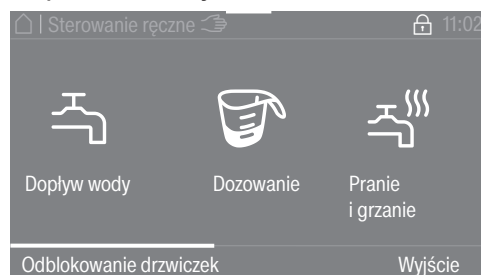 Sterowanie ręczne 11:02
Dopływ wody Dozowanie Pranie
i grzanie
Odblokowanie drzwiczek Wyjście